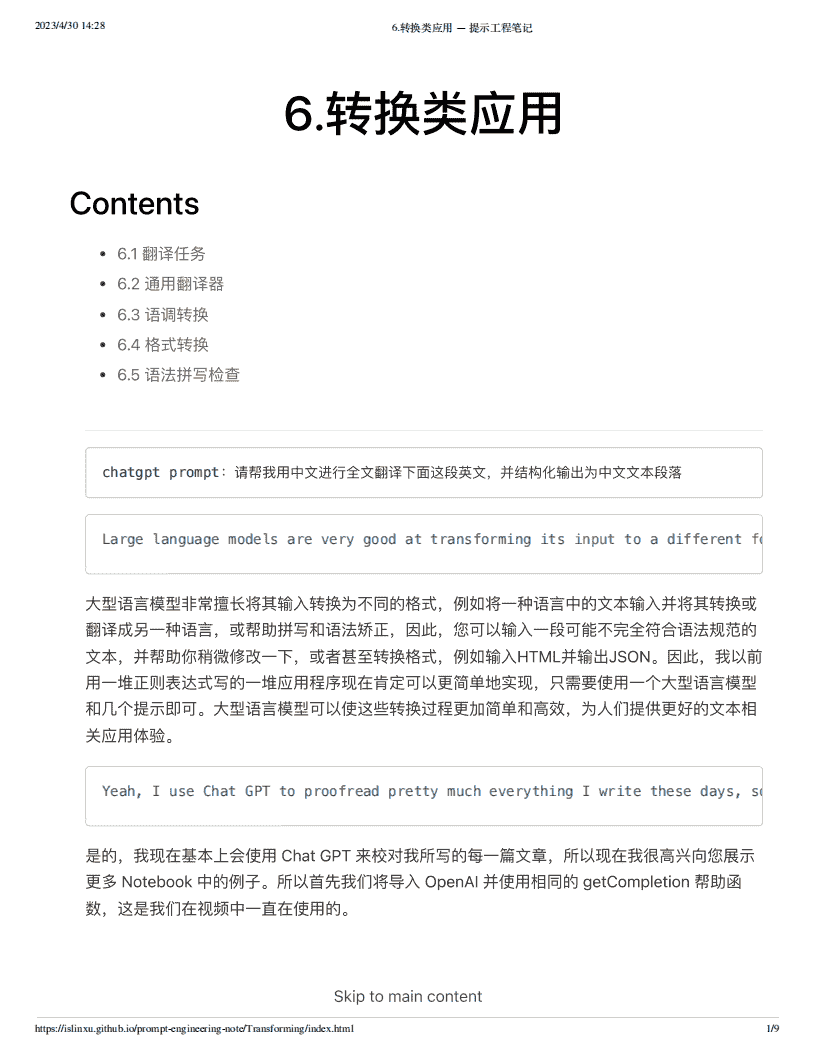 2023/4/30 14:28
6.转换类应用 — 提示工程笔记
6.转换类应用
Contents
• 6.1 翻译任务
• 6.2 通用翻译器
• 6.3 语调转换
• 6.4 格式转换
• 6.5 语法拼写检查
chatgpt prompt：请帮我用中文进行全文翻译下面这段英文，并结构化输出为中文文本段落
Large language models are very good at transforming its input to a different
大型语言模型非常擅长将其输入转换为不同的格式，例如将一种语言中的文本输入并将其转换或
翻译成另一种语言，或帮助拼写和语法矫正，因此，您可以输入一段可能不完全符合语法规范的
文本，并帮助你稍微修改一下，或者甚至转换格式，例如输入HTML并输出JSON。因此，我以前
用一堆正则表达式写的一堆应用程序现在肯定可以更简单地实现，只需要使用一个大型语言模型
和几个提示即可。大型语言模型可以使这些转换过程更加简单和高效，为人们提供更好的文本相
关应用体验。
Yeah, I use Chat GPT to proofread pretty much everything I write these days,
是的，我现在基本上会使用 Chat GPT 来校对我所写的每一篇文章，所以现在我很高兴向您展示
更多 Notebook 中的例子。所以首先我们将导入 OpenAI 并使用相同的 getCompletion 帮助函
数，这是我们在视频中一直在使用的。
Skip to main content
https://islinxu.github.io/prompt-engineering-note/Transforming/index.html
1/9